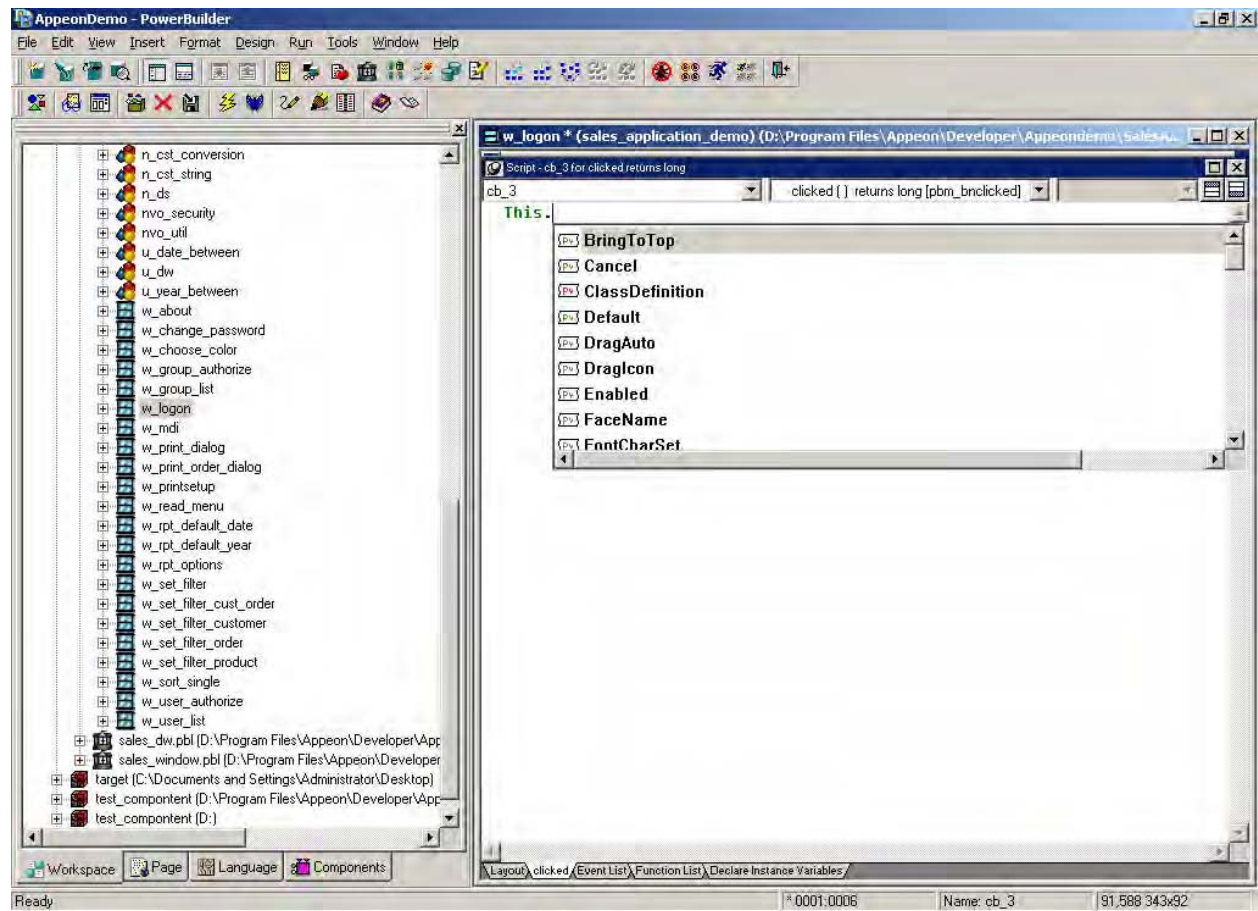 AppeonDemo - PowerBuilder
File Edit View Insert Format Design Run Tools Window Help
n_cst_conversion
n_cst_string
n_ds
nvo_security
nvo_util
u_date_between
u_dw
u_year_between
w_about
w_change_password
w_choose_color
w_group_authorize
w_group_list
w_logon
w_mdi
w_print_dialog
w_print_order_dialog
w_printsetup
w_read_menu
w_rpt_default_date
w_rpt_default_year
w_rpt_options
w_set_filter
w_set_filter_cust_order
w_set_filter_customer
w_set_filter_order
w_set_filter_product
w_sort_single
w_user_authorize
w_user_list
sales_dw.pbl (D:\Program Files\Appeon\Developer\App
sales_window.pbl (D:\Program Files\Appeon\Developer
target (C:\Documents and Settings\Administrator\Desktop)
test_compontent (D:\Program Files\Appeon\Developer\App
test_compontent (D:)
Workspace Page Language Components
w_logon * (sales_application_demo) (D:\Program Files\Appeon\Developer\Appeondemo\
Script - cb_3 for clicked returns long
cb_3 clicked ( ) returns long [pbm_bnclicked]
This.
BringToTop
Cancel
ClassDefinition
Default
DragAuto
DragIcon
Enabled
FaceName
FontCharSet
Layout clicked Event List Function List Declare Instance Variables
Ready * 0001:0006 Name: cb_3 91,588 343x92